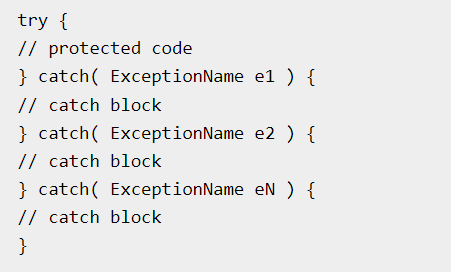 try {
// protected code
} catch( ExceptionName e1 ) {
// catch block
} catch( ExceptionName e2 ) {
// catch block
} catch( ExceptionName eN ) {
// catch block
}